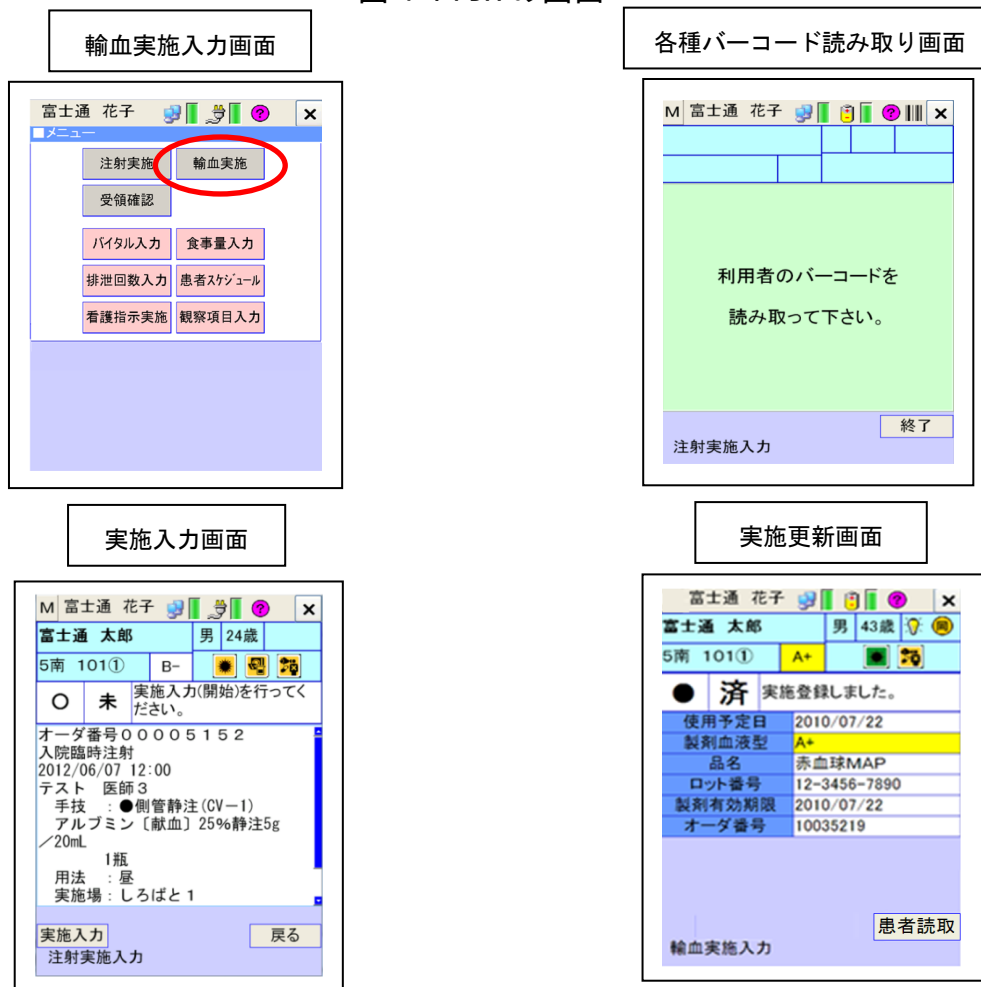 輸血実施入力画面
富士通 花子
■メニュー
注射実施 輸血実施
受領確認
バイタル入力 食事量入力
排泄回数入力 患者スケジュール
看護指示実施 観察項目入力
各種バーコード読み取り画面
M 富士通 花子
利用者のバーコードを
読み取って下さい。
終了
注射実施入力
実施入力画面
M 富士通 花子
富士通 太郎 男 24歳
5南 101① B-
○ 未 実施入力(開始)を行ってく
ださい。
オーダ番号00005152
入院臨時注射
2012/06/07 12:00
テスト 医師3
手技 :●側管静注(CV-1)
アルブミン〔献血〕25%静注5g
/20mL
1瓶
用法 :昼
実施場:しろばと1
実施入力 戻る
注射実施入力
実施更新画面
富士通 花子
富士通 太郎 男 43歳
5南 101① A+
● 済 実施登録しました。
使用予定日 2010/07/22
製剤血液型 A+
品名 赤血球MAP
ロット番号 12-3456-7890
製剤有効期限 2010/07/22
オーダ番号 10035219
患者読取
輸血実施入力